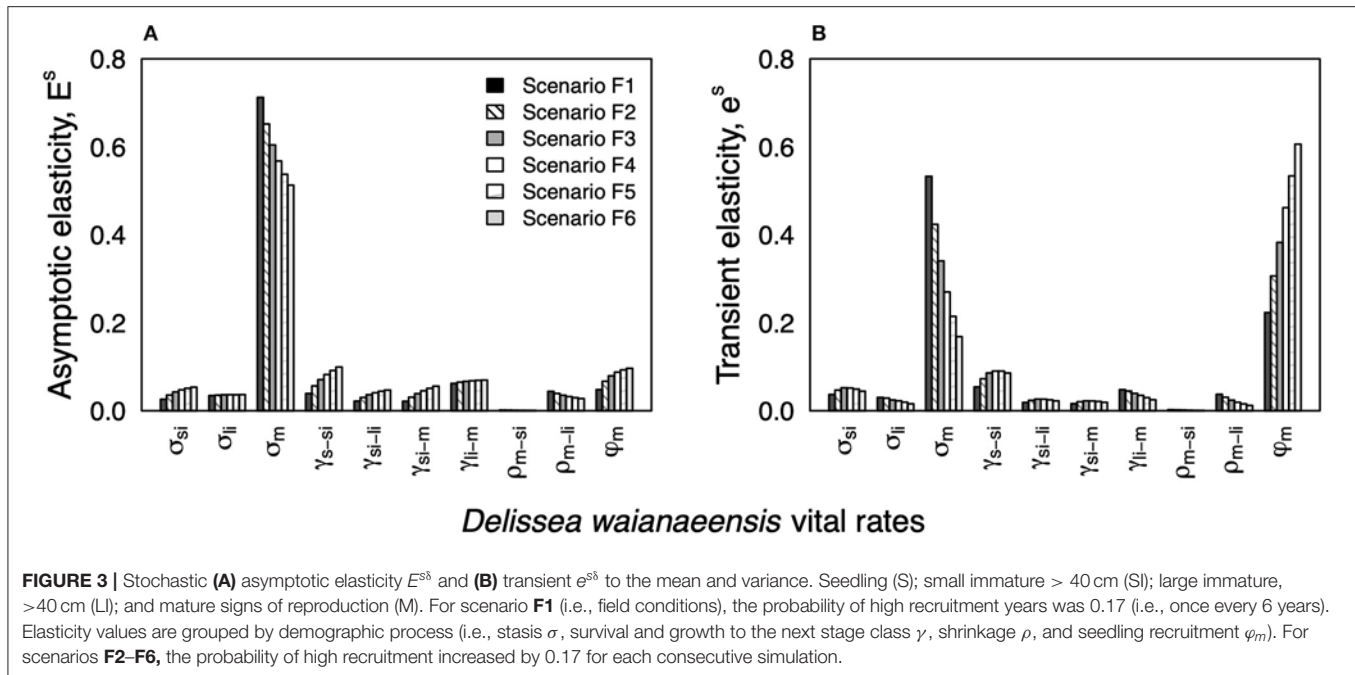 A
Asymptotic elasticity, Eˢ
0.8
0.6
0.4
0.2
0.0
Scenario F1
Scenario F2
Scenario F3
Scenario F4
Scenario F5
Scenario F6
σsi
σli
σm
γs–si
γsi–li
γsi–m
γli–m
ρm–si
ρm–li
φm
B
Transient elasticity, eˢ
0.8
0.6
0.4
0.2
0.0
σsi
σli
σm
γs–si
γsi–li
γsi–m
γli–m
ρm–si
ρm–li
φm
Delissea waianaeensis vital rates
FIGURE 3 | Stochastic (A) asymptotic elasticity Eˢᵟ and (B) transient eˢᵟ to the mean and variance. Seedling (S); small immature > 40 cm (SI); large immature,
>40 cm (LI); and mature signs of reproduction (M). For scenario F1 (i.e., field conditions), the probability of high recruitment years was 0.17 (i.e., once every 6 years).
Elasticity values are grouped by demographic process (i.e., stasis σ, survival and growth to the next stage class γ, shrinkage ρ, and seedling recruitment φm). For
scenarios F2–F6, the probability of high recruitment increased by 0.17 for each consecutive simulation.